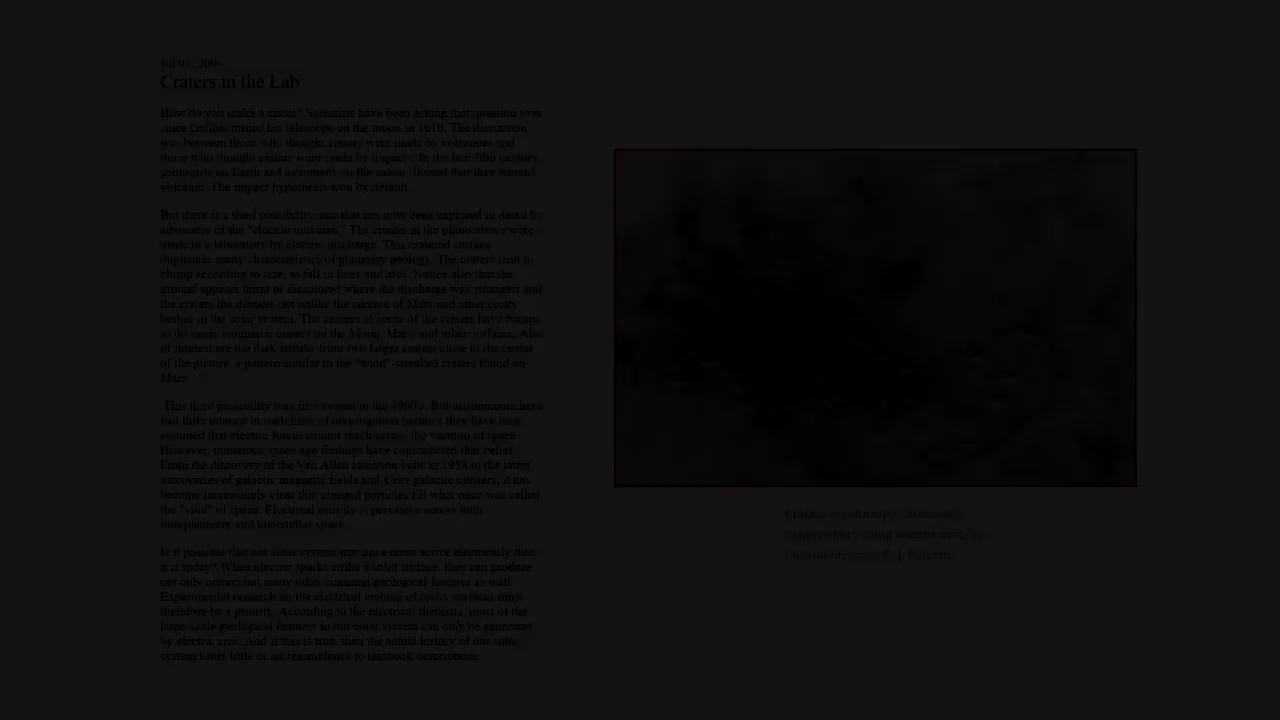 Jul 07, 2004
Craters in the Lab
How do you make a crater? Scientists have been asking that question ever
since Galileo turned his telescope on the moon in 1610. The discussion
was between those who thought craters were made by volcanoes and
those who thought craters were made by impacts. In the late 20th century,
geologists on Earth and astronauts on the moon showed that they weren't
volcanic. The impact hypothesis won by default.
But there is a third possibility, one that has now been explored in detail by
advocates of the "electric universe." The craters in the photo above were
made in a laboratory by electric discharge. This cratered surface
duplicates many characteristics of planetary geology. The craters tend to
clump according to size, to fall in lines and arcs. Notice also that the
ground appears burnt or discolored where the discharge was strongest and
the craters the densest-not unlike the surface of Mars and other rocky
bodies in the solar system. The centers of some of the craters have bumps,
as do many enigmatic craters on the Moon, Mars, and other surfaces. Also
of interest are the dark streaks from two larger craters close to the center
of the picture, a pattern similar to the "wind"-streaked craters found on
Mars.
This third possibility was first voiced in the 1960's. But astronomers have
had little interest in such lines of investigation because they have long
assumed that electric forces cannot reach across the vacuum of space.
However, numerous space age findings have contradicted that belief.
From the discovery of the Van Allen radiation belts in 1958 to the latest
discoveries of galactic magnetic fields and x-ray galactic clusters, it has
become increasingly clear that charged particles fill what once was called
the "void" of space. Electrical activity is pervasive across both
interplanetary and interstellar space.
Is it possible that our solar system was once more active electrically than
it is today? When electric sparks strike a solid surface, they can produce
not only craters but many other common geological features as well.
Experimental research on the electrical etching of rocky surfaces must
therefore be a priority. According to the electrical theorists, most of the
large-scale geological features in our solar system can only be generated
by electric arcs. And if this is true, then the actual history of our solar
system bears little or no resemblance to textbook descriptions.
Craters produced in laboratory
experiments using electric arcs, by